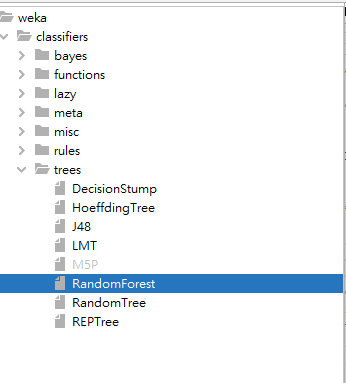 weka
classifiers
bayes
functions
lazy
meta
misc
rules
trees
DecisionStump
HoeffdingTree
J48
LMT
M5P
RandomForest
RandomTree
REPTree